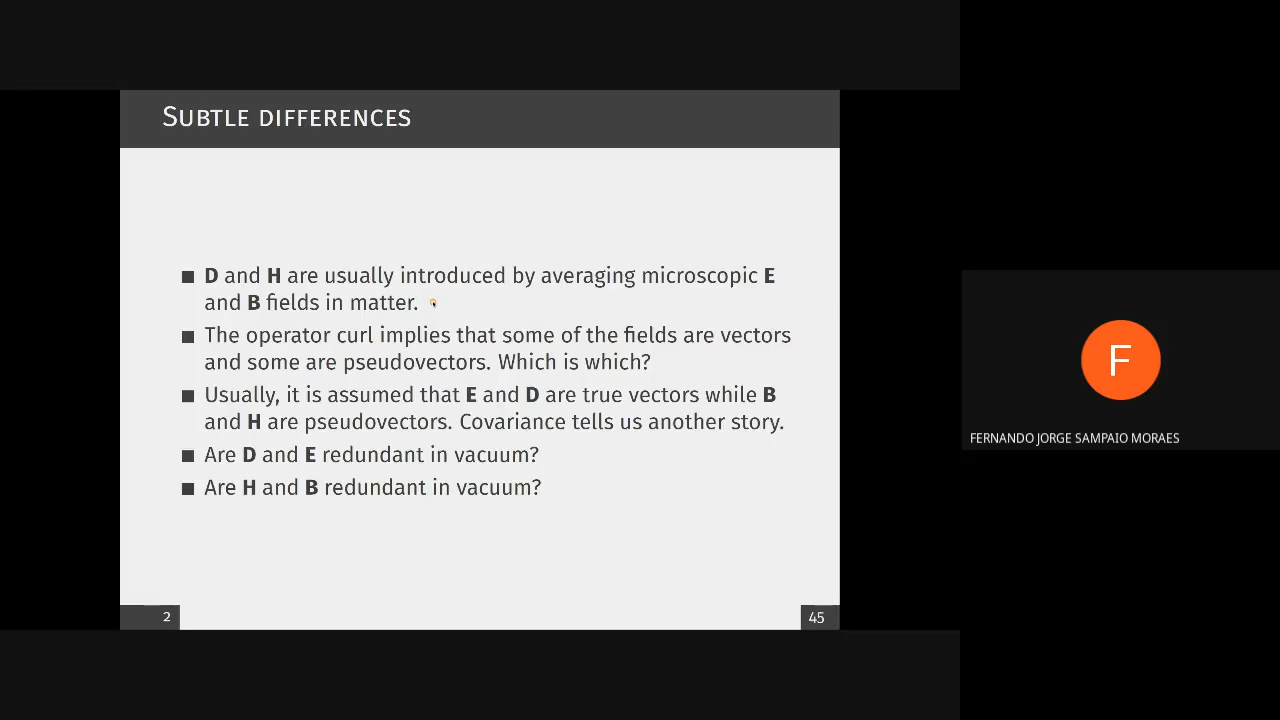 SUBTLE DIFFERENCES
■ D and H are usually introduced by averaging microscopic E
and B fields in matter.
■ The operator curl implies that some of the fields are vectors
and some are pseudovectors. Which is which?
■ Usually, it is assumed that E and D are true vectors while B
and H are pseudovectors. Covariance tells us another story.
■ Are D and E redundant in vacuum?
■ Are H and B redundant in vacuum?
2
45
F
FERNANDO JORGE SAMPAIO MORAES